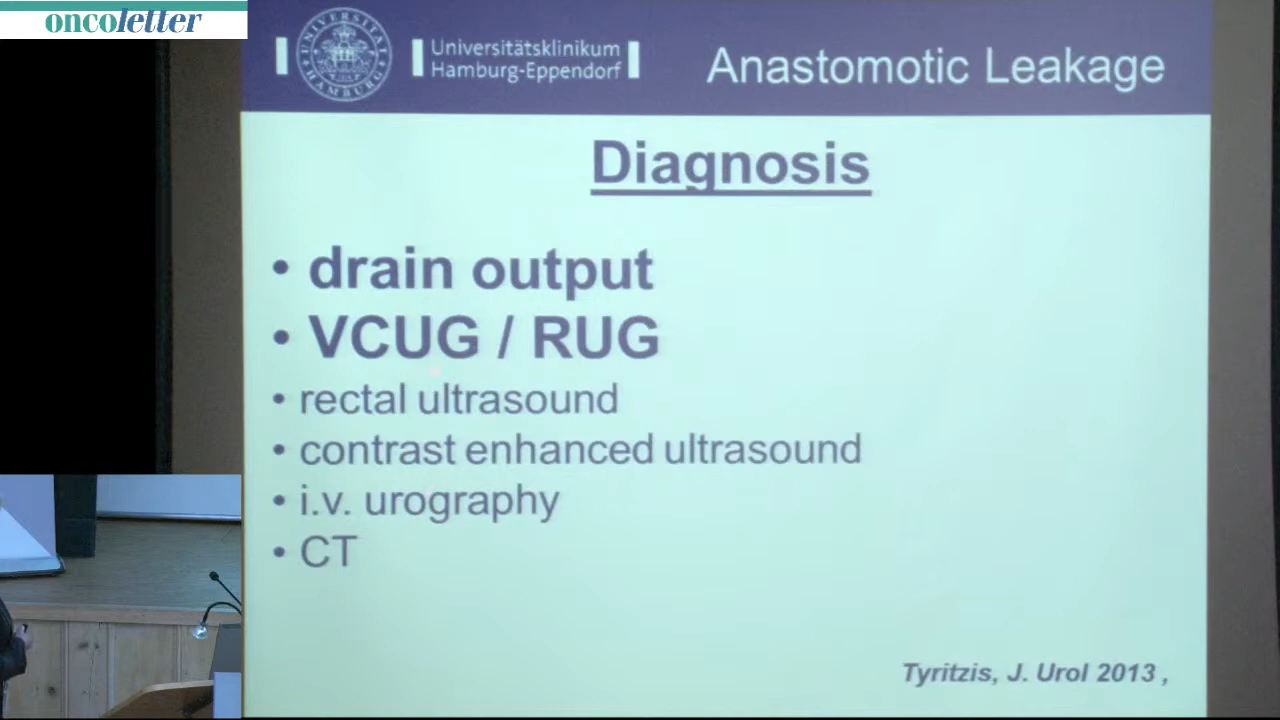 oncoletter
UNIVERSITÄT HAMBURG
Universitätsklinikum
Hamburg-Eppendorf
Anastomotic Leakage
Diagnosis
• drain output
• VCUG / RUG
• rectal ultrasound
• contrast enhanced ultrasound
• i.v. urography
• CT
Tyritzis, J. Urol 2013 ,